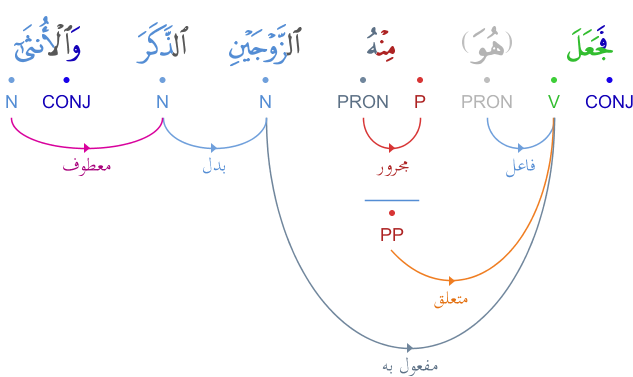 فَجَعَلَ (هُوَ) مِنْهُ ٱلزَّوْجَيْنِ ٱلذَّكَرَ وَٱلْأُنثَىٰٓ
CONJ V PRON P PRON N N CONJ N
فاعل مجرور بدل معطوف
PP
متعلق
مفعول به